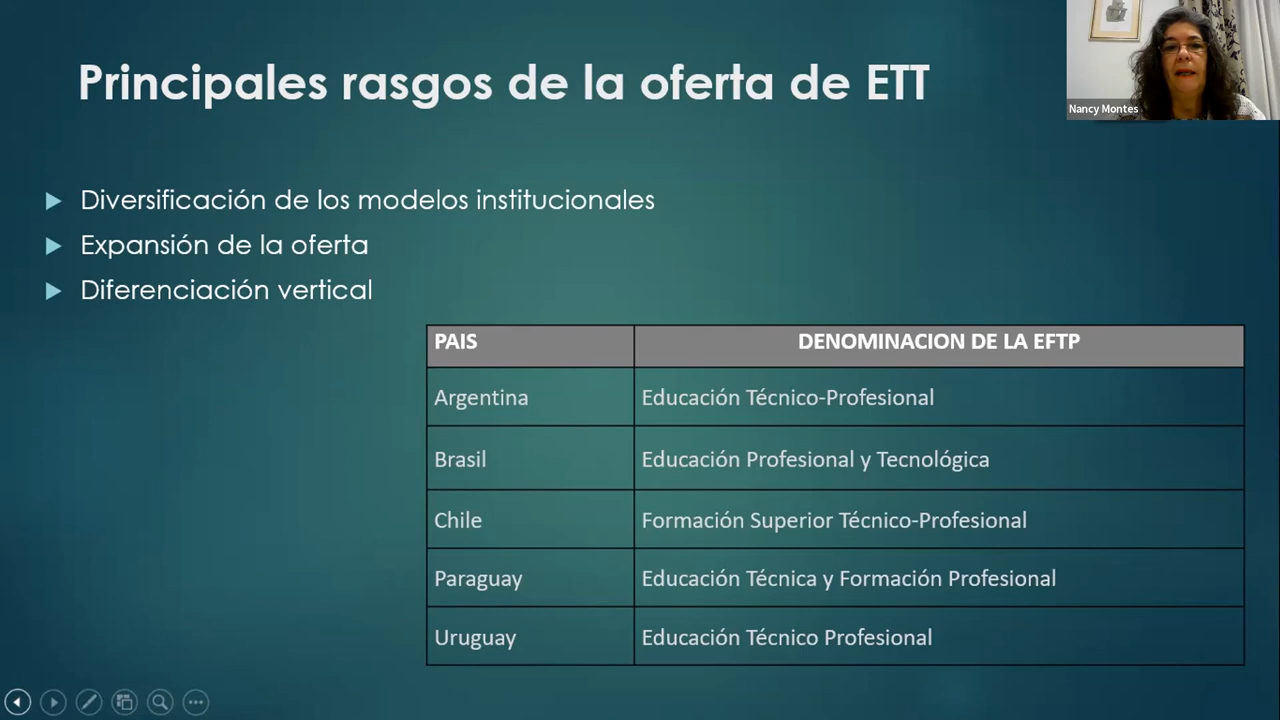 Principales rasgos de la oferta de ETT
Nancy Montes
Diversificación de los modelos institucionales
Expansión de la oferta
Diferenciación vertical
PAIS DENOMINACION DE LA EFTP
Argentina Educación Técnico-Profesional
Brasil Educación Profesional y Tecnológica
Chile Formación Superior Técnico-Profesional
Paraguay Educación Técnica y Formación Profesional
Uruguay Educación Técnico Profesional